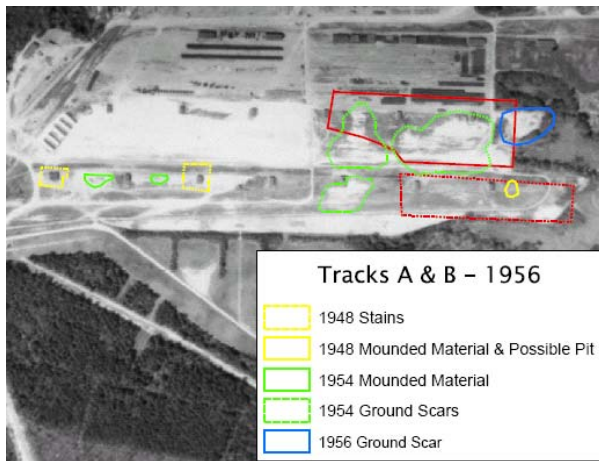 Tracks A & B – 1956
1948 Stains
1948 Mounded Material & Possible Pit
1954 Mounded Material
1954 Ground Scars
1956 Ground Scar